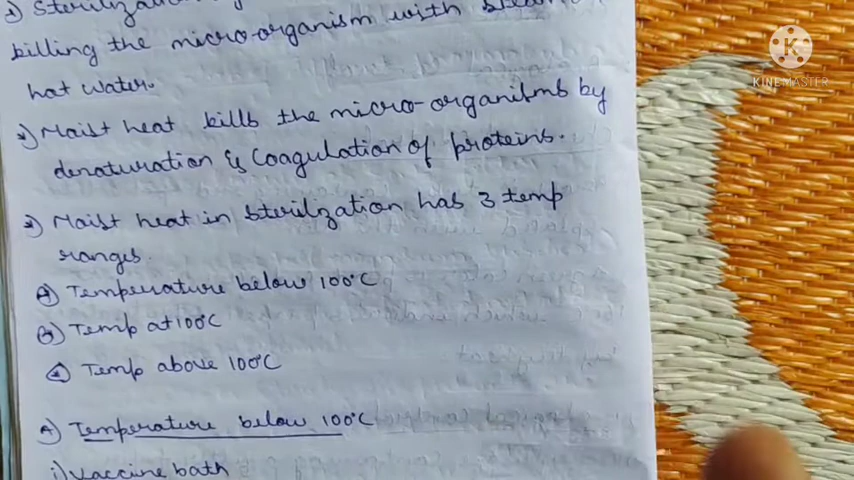 killing the micro-organism with
hot water.
Moist heat kills the micro-organisms by
denaturation & coagulation of proteins.
Moist heat in sterilization has 3 temp
ranges.
A) Temperature below 100°C
B) Temp at 100°C
C) Temp above 100°C
A) Temperature below 100°C
i) Vaccine bath
KINEMASTER